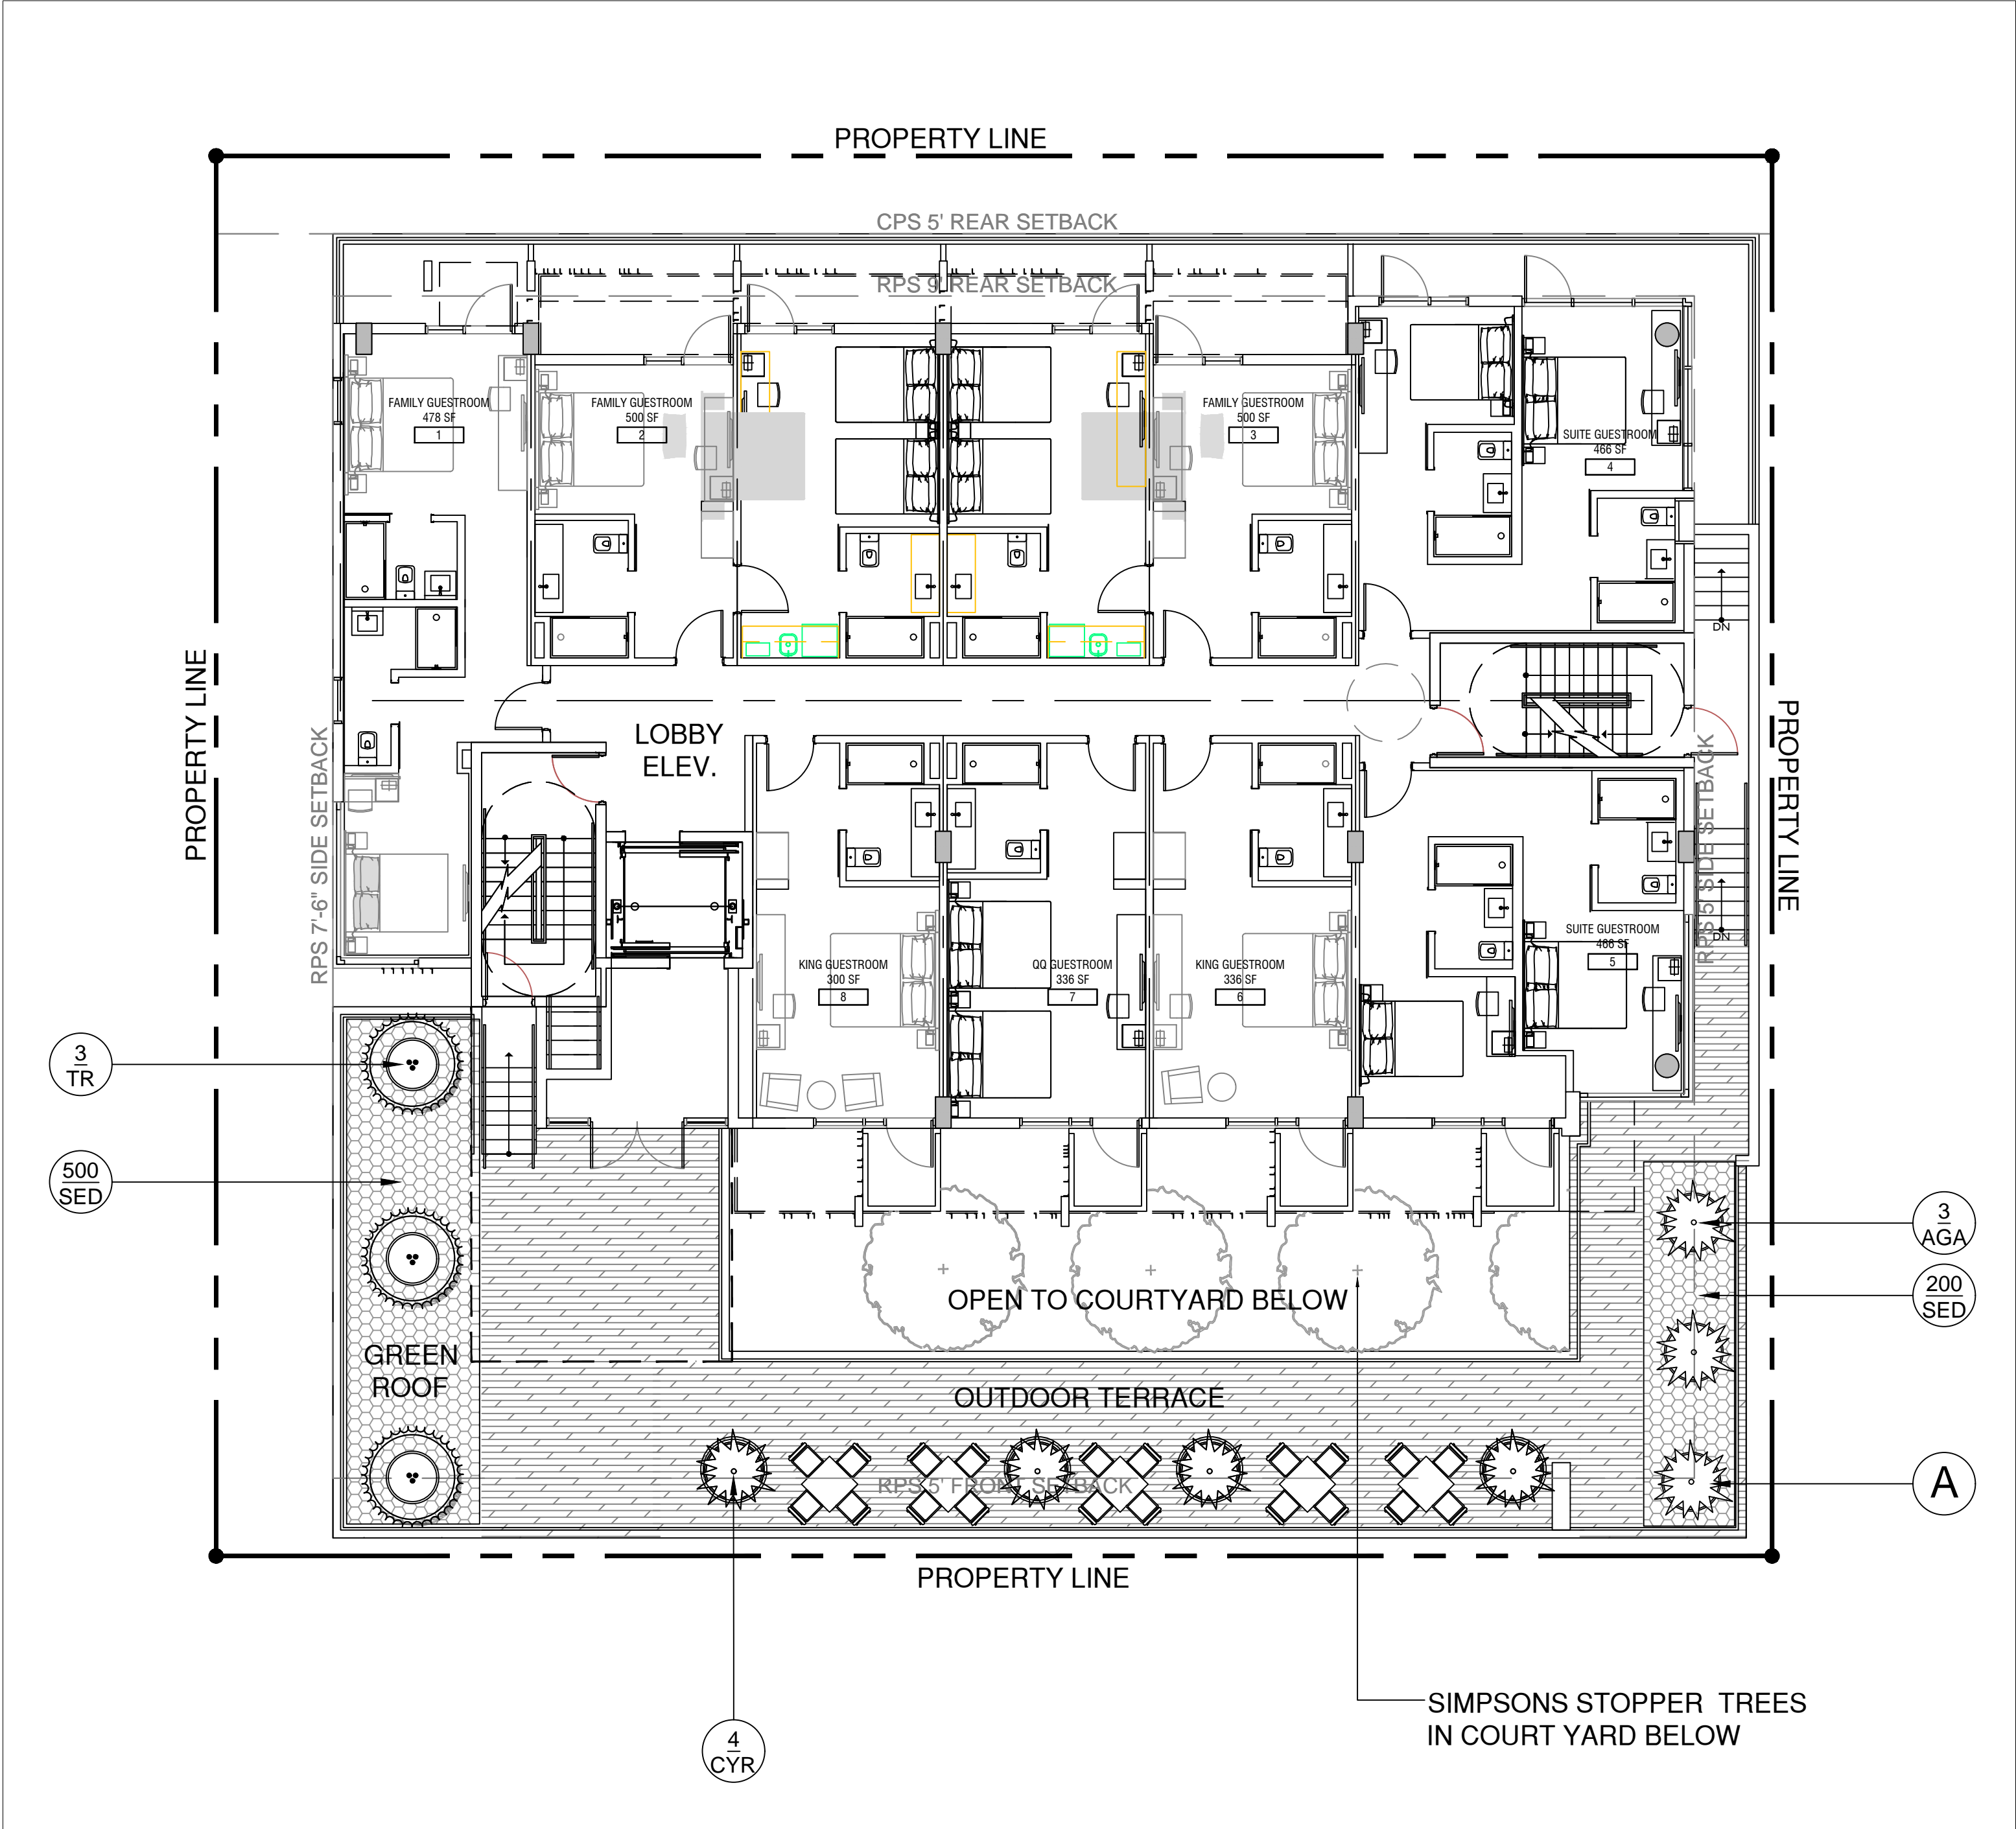 PROPERTY LINE
CPS 5' REAR SETBACK
RPS 9' REAR SETBACK
FAMILY GUESTROOM
478 SF
1
FAMILY GUESTROOM
500 SF
2
FAMILY GUESTROOM
500 SF
3
SUITE GUESTROOM
466 SF
4
DN
PROPERTY LINE
RPS 7'-6" SIDE SETBACK
LOBBY
ELEV.
RPS 5' SIDE SETBACK
PROPERTY LINE
KING GUESTROOM
300 SF
8
QQ GUESTROOM
336 SF
7
KING GUESTROOM
336 SF
6
SUITE GUESTROOM
466 SF
5
DN
3
TR
500
SED
3
AGA
200
SED
OPEN TO COURTYARD BELOW
GREEN
ROOF
OUTDOOR TERRACE
RPS 5' FRONT SETBACK
A
PROPERTY LINE
SIMPSONS STOPPER TREES
IN COURT YARD BELOW
4
CYR